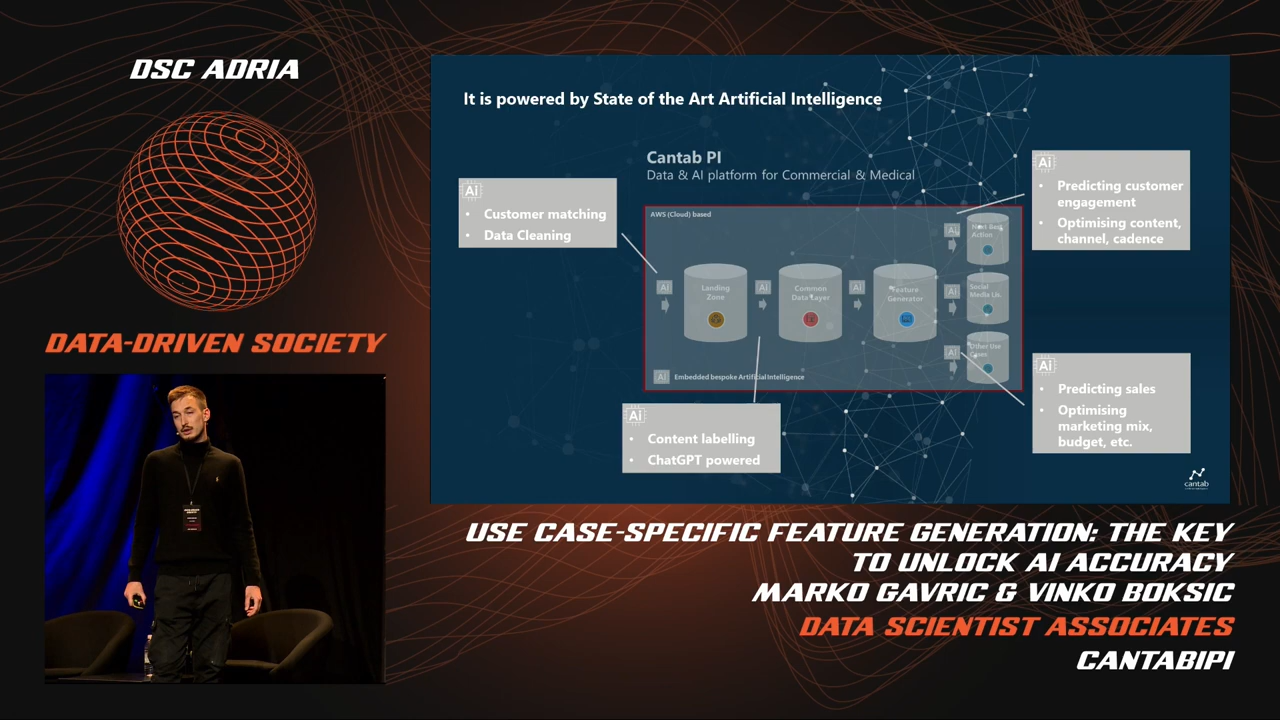 DSC ADRIA
DATA-DRIVEN SOCIETY
It is powered by State of the Art Artificial Intelligence
Cantab PI
Data & AI platform for Commercial & Medical
Ai
• Customer matching
• Data Cleaning
AWS (Cloud) based
AI
Landing
Zone
AI
Common
Data Layer
AI
Feature
Generator
AI
Next Best
Action
AI
Social
Media Lis.
AI
Other Use
Cases
AI
Embedded bespoke Artificial Intelligence
Ai
• Predicting customer
engagement
• Optimising content,
channel, cadence
Ai
• Content labelling
• ChatGPT powered
Ai
• Predicting sales
• Optimising
marketing mix,
budget, etc.
cantab
USE CASE-SPECIFIC FEATURE GENERATION: THE KEY
TO UNLOCK AI ACCURACY
MARKO GAVRIC & VINKO BOKSIC
DATA SCIENTIST ASSOCIATES
CANTABIPI